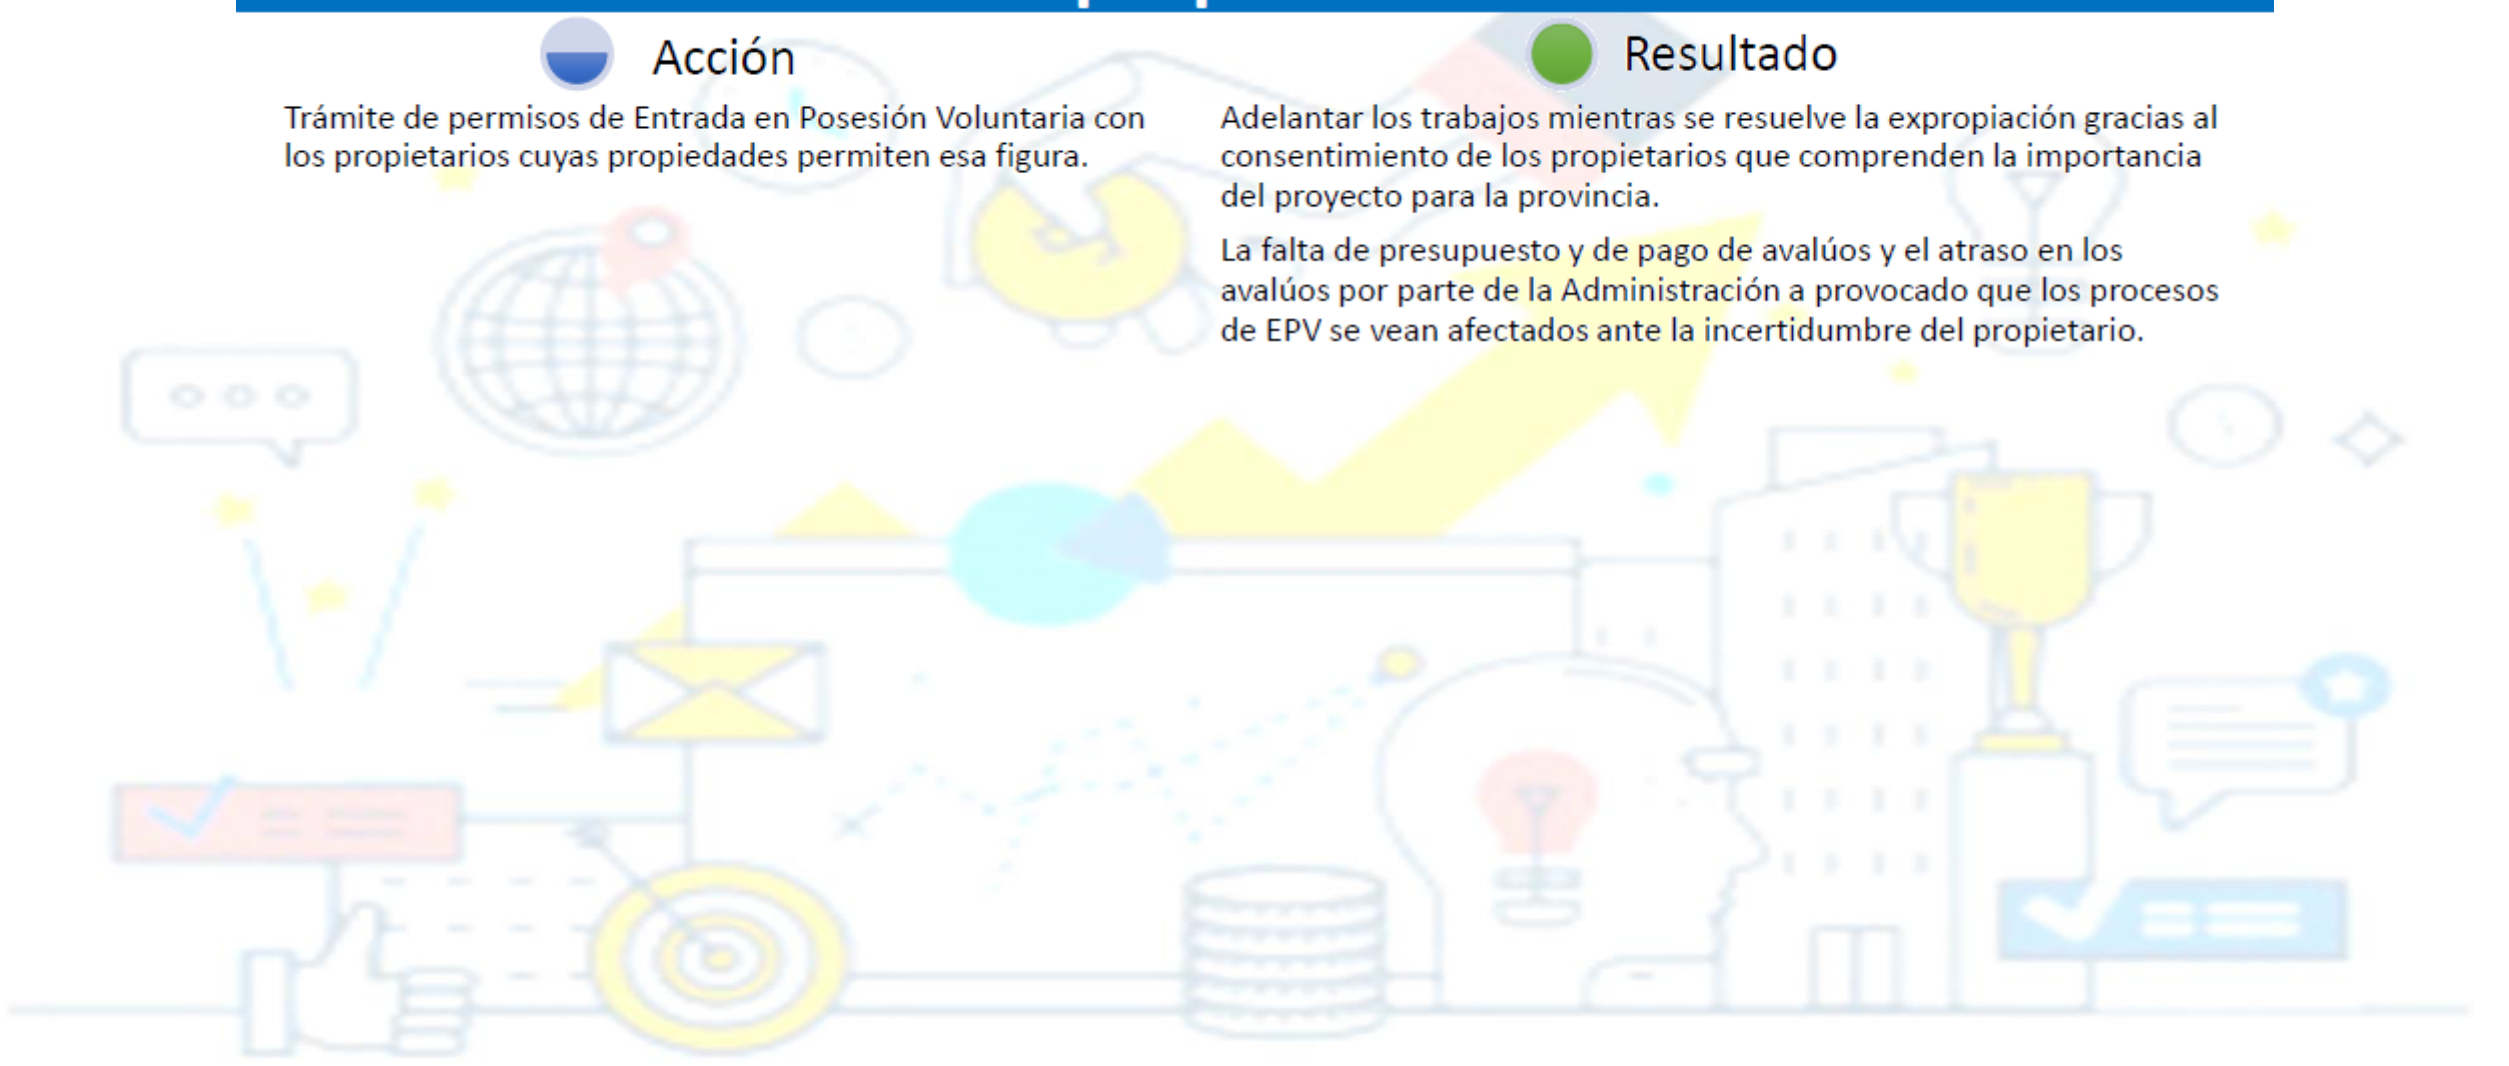 Acción
Trámite de permisos de Entrada en Posesión Voluntaria con
los propietarios cuyas propiedades permiten esa figura.
Resultado
Adelantar los trabajos mientras se resuelve la expropiación gracias al
consentimiento de los propietarios que comprenden la importancia
del proyecto para la provincia.
La falta de presupuesto y de pago de avalúos y el atraso en los
avalúos por parte de la Administración a provocado que los procesos
de EPV se vean afectados ante la incertidumbre del propietario.